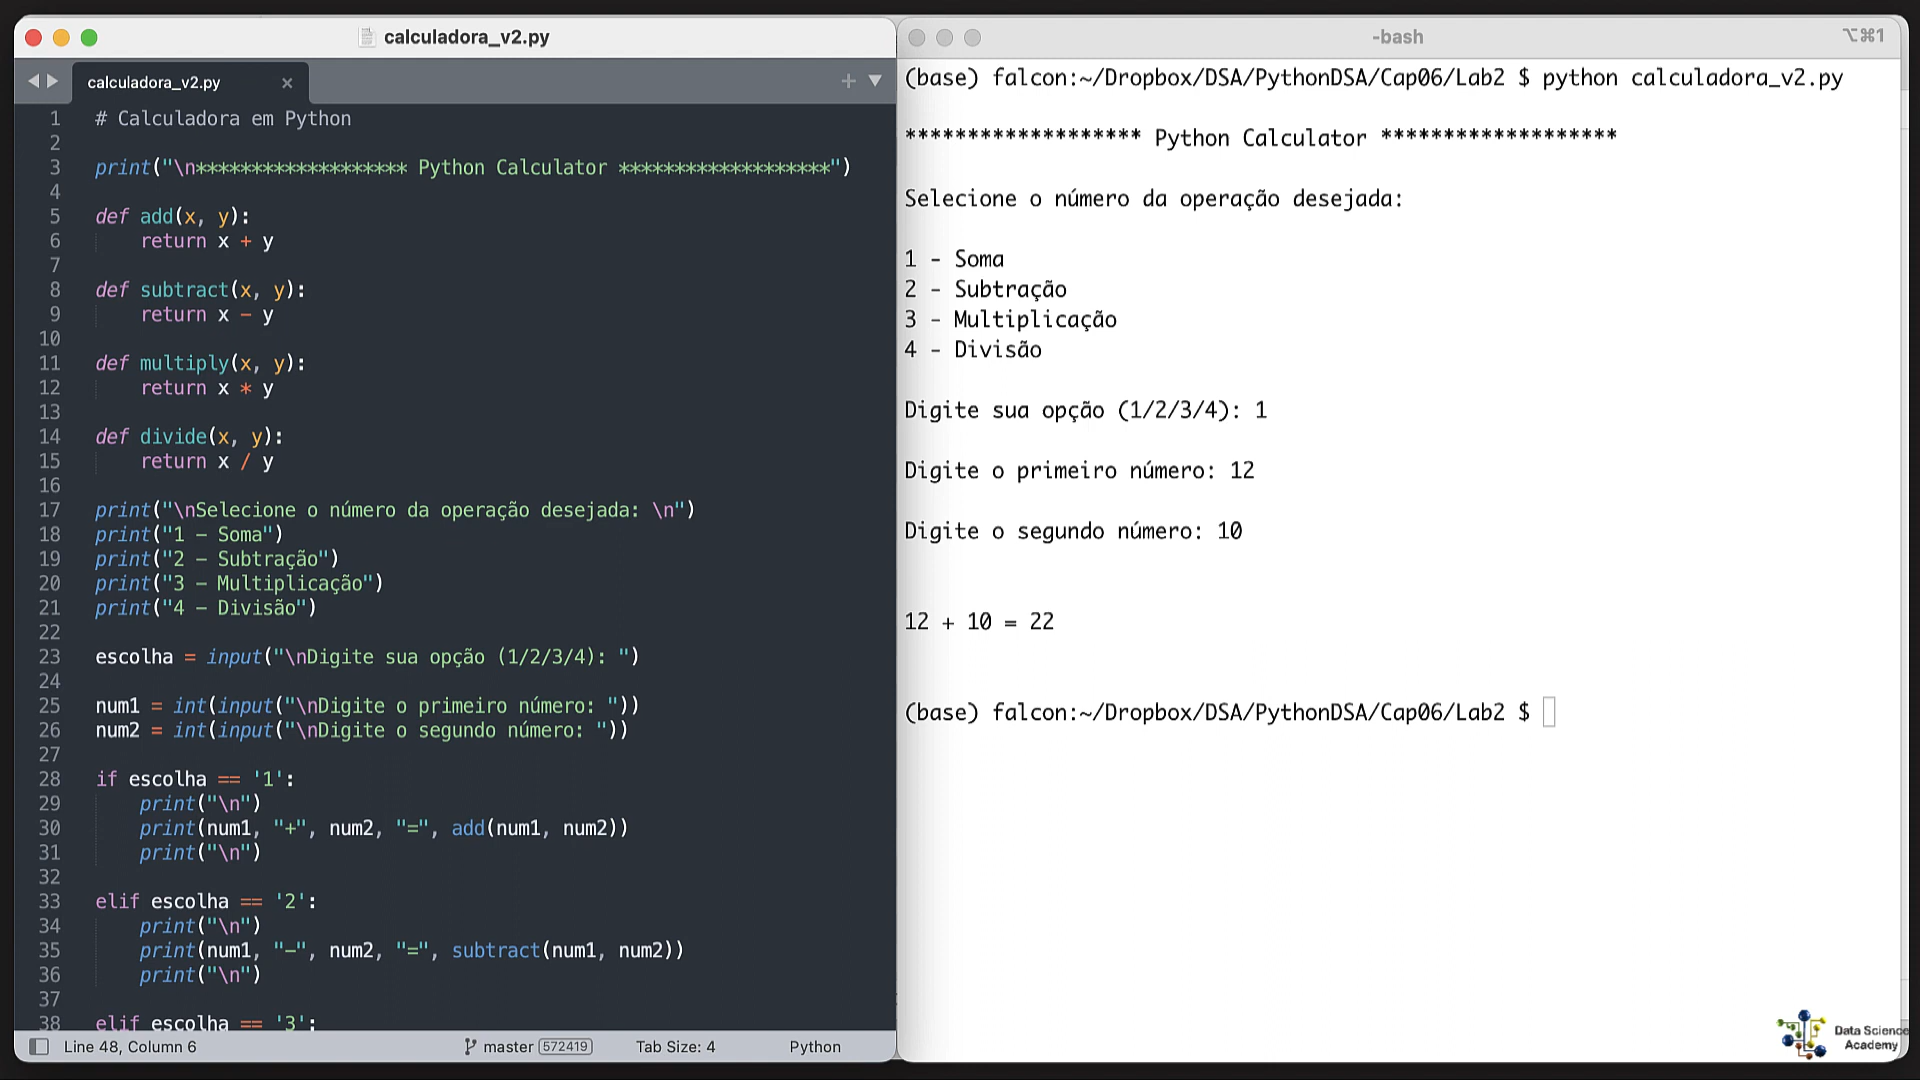 calculadora_v2.py
calculadora_v2.py
1 # Calculadora em Python
2
3 print("\n******************* Python Calculator *******************")
4
5 def add(x, y):
6     return x + y
7
8 def subtract(x, y):
9     return x - y
10
11 def multiply(x, y):
12     return x * y
13
14 def divide(x, y):
15     return x / y
16
17 print("\nSelecione o número da operação desejada: \n")
18 print("1 - Soma")
19 print("2 - Subtração")
20 print("3 - Multiplicação")
21 print("4 - Divisão")
22
23 escolha = input("\nDigite sua opção (1/2/3/4): ")
24
25 num1 = int(input("\nDigite o primeiro número: "))
26 num2 = int(input("\nDigite o segundo número: "))
27
28 if escolha == '1':
29     print("\n")
30     print(num1, "+", num2, "=", add(num1, num2))
31     print("\n")
32
33 elif escolha == '2':
34     print("\n")
35     print(num1, "-", num2, "=", subtract(num1, num2))
36     print("\n")
37
38 elif escolha == '3':
Line 48, Column 6
master 572419
Tab Size: 4
Python
-bash
⌥⌘1
(base) falcon:~/Dropbox/DSA/PythonDSA/Cap06/Lab2 $ python calculadora_v2.py
******************* Python Calculator *******************
Selecione o número da operação desejada:
1 - Soma
2 - Subtração
3 - Multiplicação
4 - Divisão
Digite sua opção (1/2/3/4): 1
Digite o primeiro número: 12
Digite o segundo número: 10
12 + 10 = 22
(base) falcon:~/Dropbox/DSA/PythonDSA/Cap06/Lab2 $
Data Science
Academy